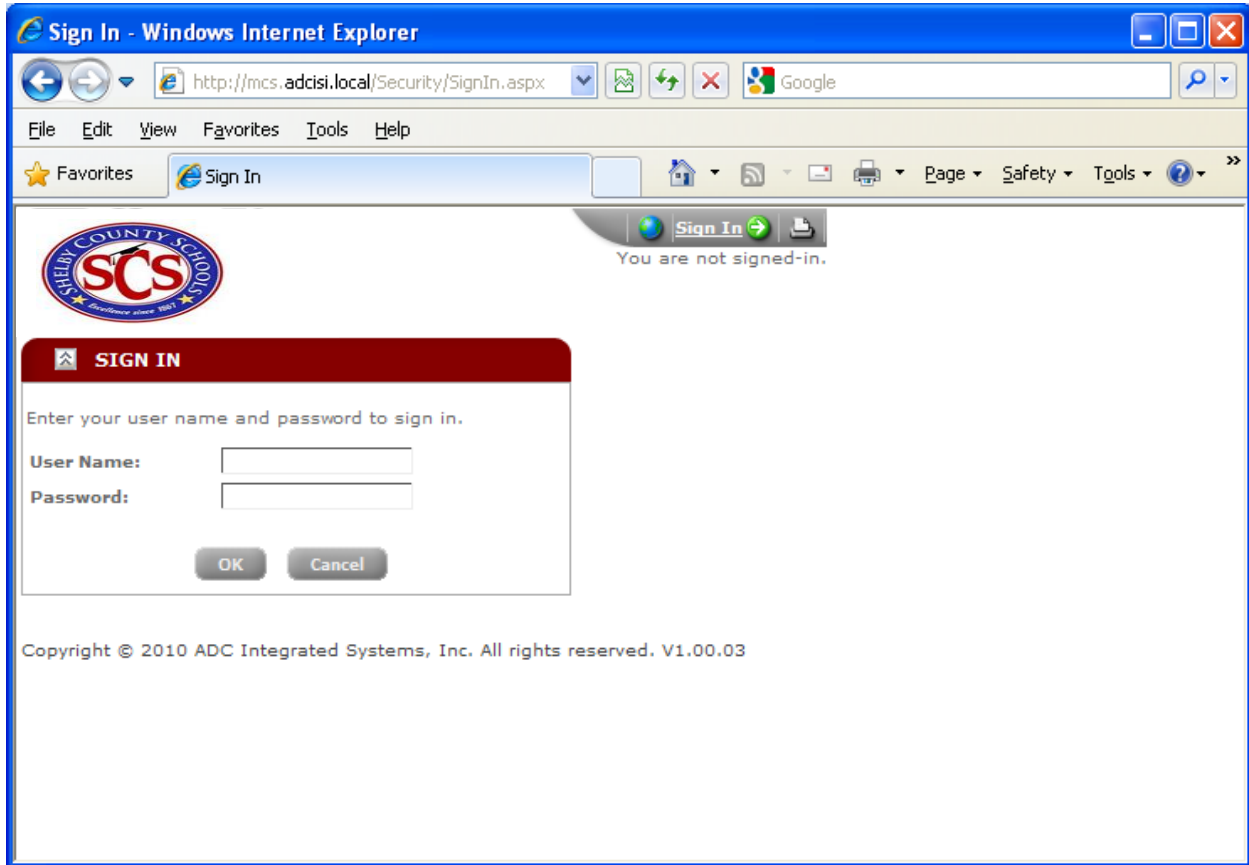 Sign In - Windows Internet Explorer
http://mcs.adcisi.local/Security/SignIn.aspx Google
File Edit View Favorites Tools Help
Favorites Sign In Page Safety Tools »
SHELBY COUNTY SCHOOLS
SCS
Excellence since 1867
Sign In
You are not signed-in.
SIGN IN
Enter your user name and password to sign in.
User Name:
Password:
OK Cancel
Copyright © 2010 ADC Integrated Systems, Inc. All rights reserved. V1.00.03